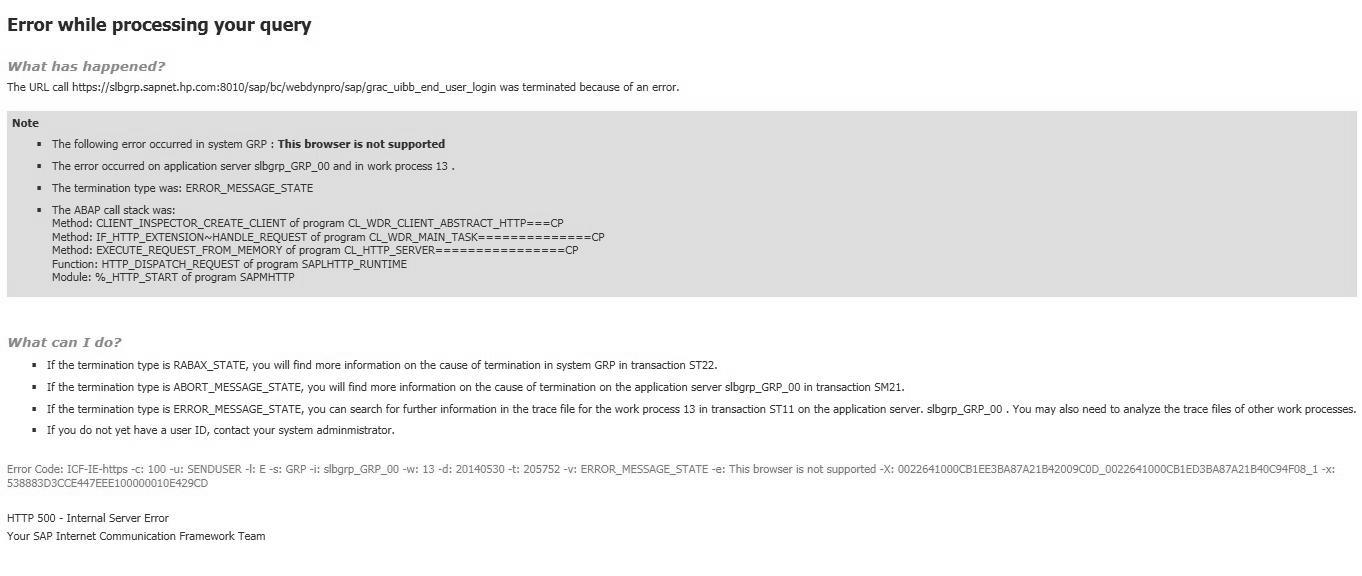 Error while processing your query
What has happened?
The URL call https://slbgrp.sapnet.hp.com:8010/sap/bc/webdynpro/sap/grac_uibb_end_user_login was terminated because of an error.
Note
The following error occurred in system GRP : This browser is not supported
The error occurred on application server slbgrp_GRP_00 and in work process 13 .
The termination type was: ERROR_MESSAGE_STATE
The ABAP call stack was:
Method: CLIENT_INSPECTOR_CREATE_CLIENT of program CL_WDR_CLIENT_ABSTRACT_HTTP===CP
Method: IF_HTTP_EXTENSION~HANDLE_REQUEST of program CL_WDR_MAIN_TASK==============CP
Method: EXECUTE_REQUEST_FROM_MEMORY of program CL_HTTP_SERVER================CP
Function: HTTP_DISPATCH_REQUEST of program SAPLHTTP_RUNTIME
Module: %_HTTP_START of program SAPMHTTP
What can I do?
If the termination type is RABAX_STATE, you will find more information on the cause of termination in system GRP in transaction ST22.
If the termination type is ABORT_MESSAGE_STATE, you will find more information on the cause of termination on the application server slbgrp_GRP_00 in transaction SM21.
If the termination type is ERROR_MESSAGE_STATE, you can search for further information in the trace file for the work process 13 in transaction ST11 on the application server. slbgrp_GRP_00 . You may also need to analyze the trace files of other work processes.
If you do not yet have a user ID, contact your system adminmistrator.
Error Code: ICF-IE-https -c: 100 -u: SENDUSER -l: E -s: GRP -i: slbgrp_GRP_00 -w: 13 -d: 20140530 -t: 205752 -v: ERROR_MESSAGE_STATE -e: This browser is not supported -X: 0022641000CB1EE3BA87A21B42009C0D_0022641000CB1ED3BA87A21B40C94F08_1 -x:
538883D3CCE447EEE100000010E429CD
HTTP 500 - Internal Server Error
Your SAP Internet Communication Framework Team